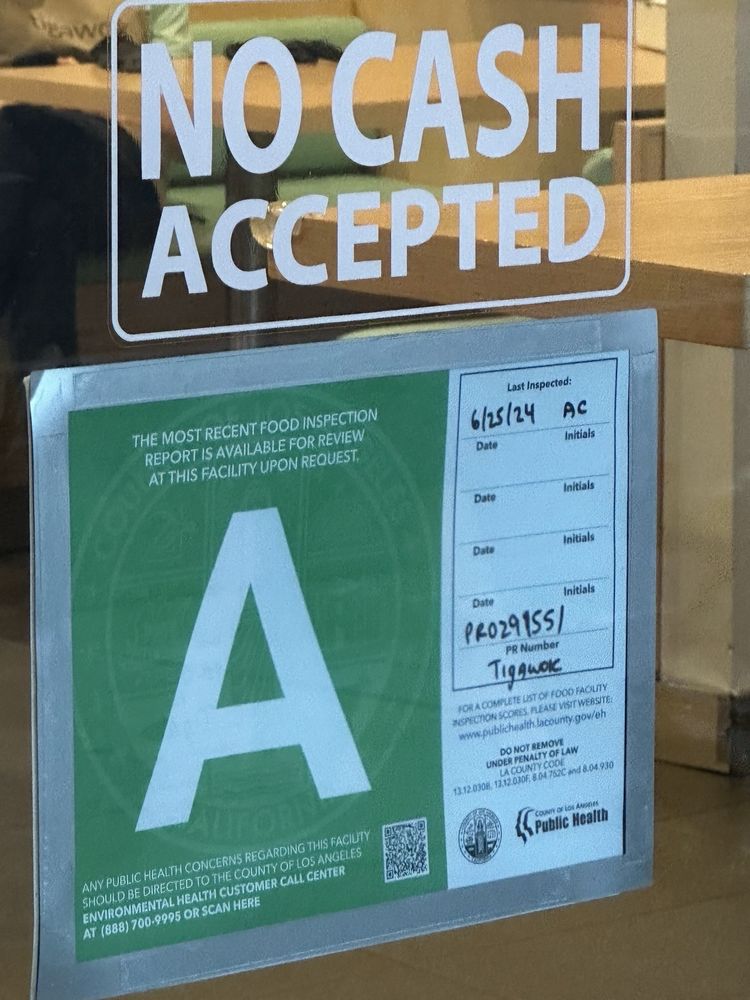 NO CASH
ACCEPTED
THE MOST RECENT FOOD INSPECTION
REPORT IS AVAILABLE FOR REVIEW
AT THIS FACILITY UPON REQUEST.
A
ANY PUBLIC HEALTH CONCERNS REGARDING THIS FACILITY
SHOULD BE DIRECTED TO THE COUNTY OF LOS ANGELES
ENVIRONMENTAL HEALTH CUSTOMER CALL CENTER
AT (888) 700-9995 OR SCAN HERE
Last Inspected:
6/25/24 AC
Date Initials
Date Initials
Date Initials
Date Initials
PR0291551
PR Number
Tigawok
FOR A COMPLETE LIST OF FOOD FACILITY
INSPECTION SCORES, PLEASE VISIT WEBSITE:
www.publichealth.lacounty.gov/eh
DO NOT REMOVE
UNDER PENALTY OF LAW
LA COUNTY CODE
13.12.030B, 13.12.030F, 8.04.752C and 8.04.930
COUNTY OF LOS ANGELES
Public Health